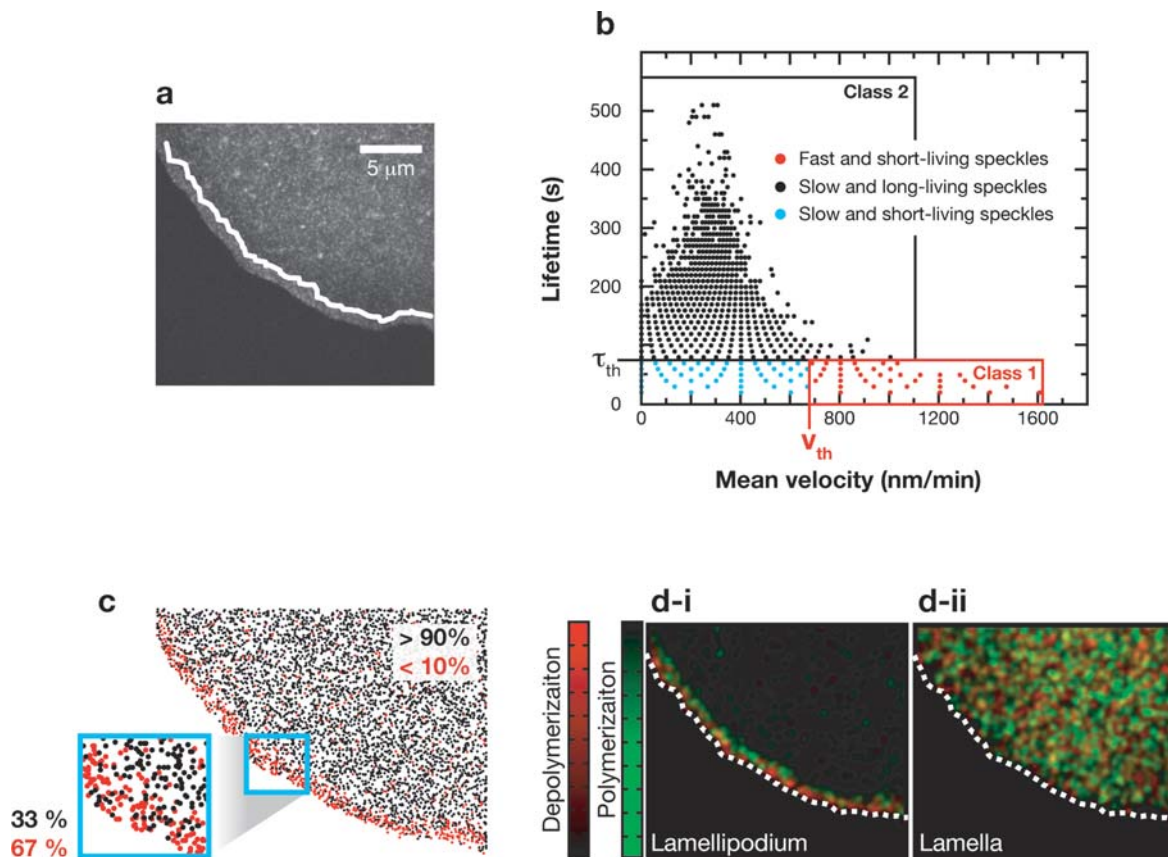 a
5 μm
b
Class 2
Fast and short-living speckles
Slow and long-living speckles
Slow and short-living speckles
Class 1
Lifetime (s)
500
400
300
200
τth
0
0
400
800
1200
1600
vth
Mean velocity (nm/min)
c
> 90%
< 10%
33 %
67 %
Depolymerizaiton
Polymerizaiton
d-i
Lamellipodium
d-ii
Lamella